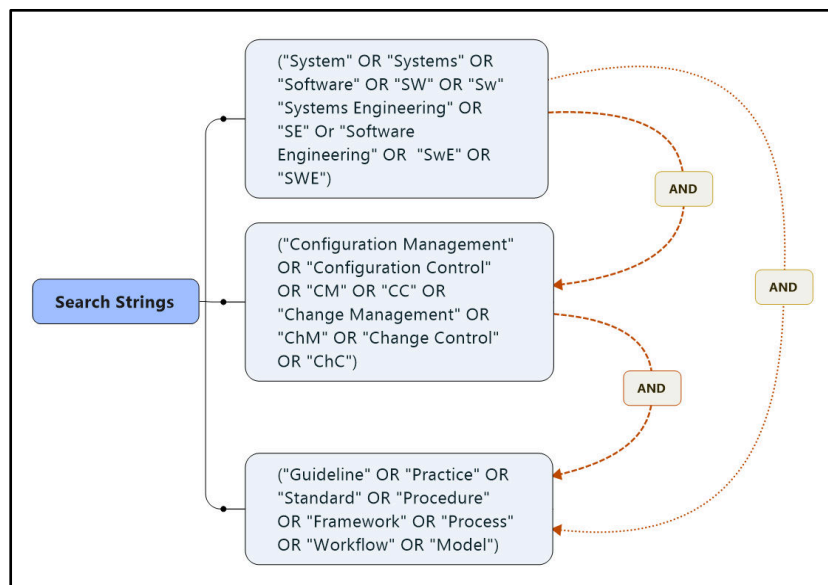 ("System" OR "Systems" OR
"Software" OR "SW" OR "Sw"
"Systems Engineering" OR
"SE" Or "Software
Engineering" OR  "SwE" OR
"SWE")
AND
("Configuration Management"
OR "Configuration Control"
OR "CM" OR "CC" OR
"Change Management" OR
"ChM" OR "Change Control"
OR "ChC")
Search Strings
AND
AND
("Guideline" OR "Practice" OR
"Standard" OR "Procedure"
OR "Framework" OR "Process"
OR "Workflow" OR "Model")